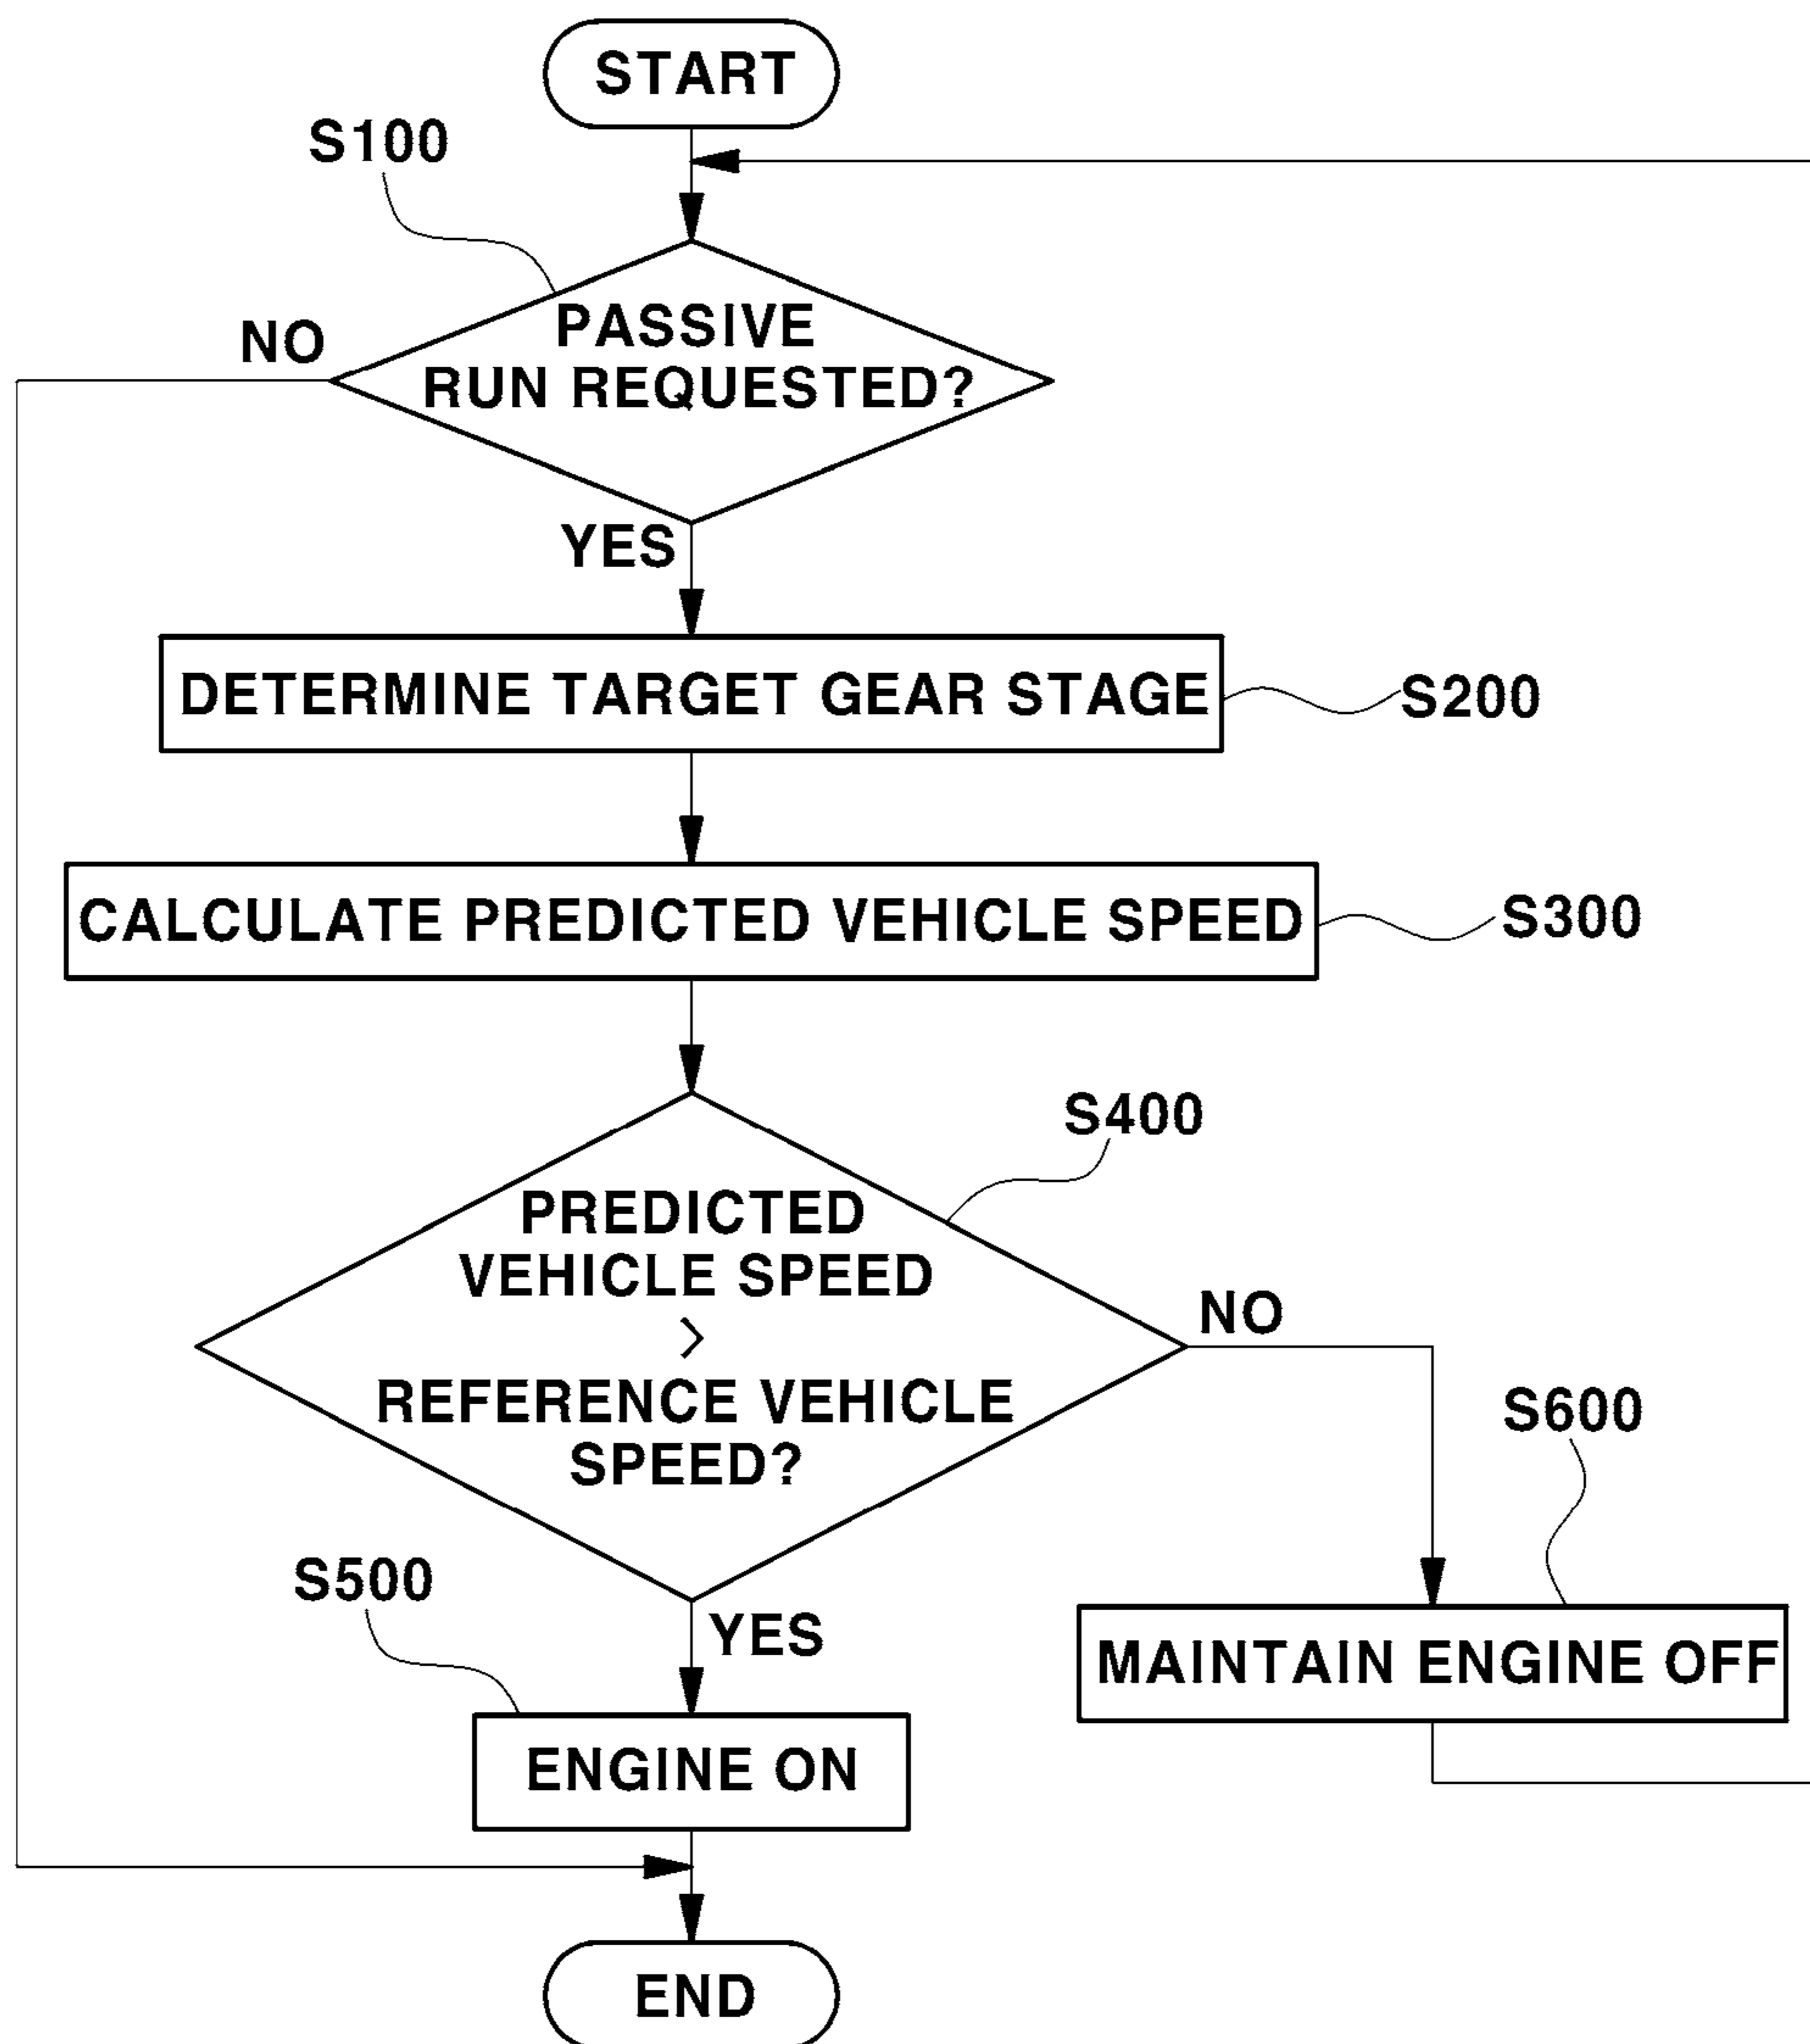 START
S100
PASSIVE
RUN REQUESTED?
NO
YES
DETERMINE TARGET GEAR STAGE
S200
CALCULATE PREDICTED VEHICLE SPEED
S300
S400
PREDICTED
VEHICLE SPEED
>
REFERENCE VEHICLE
SPEED?
NO
S600
S500
YES
MAINTAIN ENGINE OFF
ENGINE ON
END